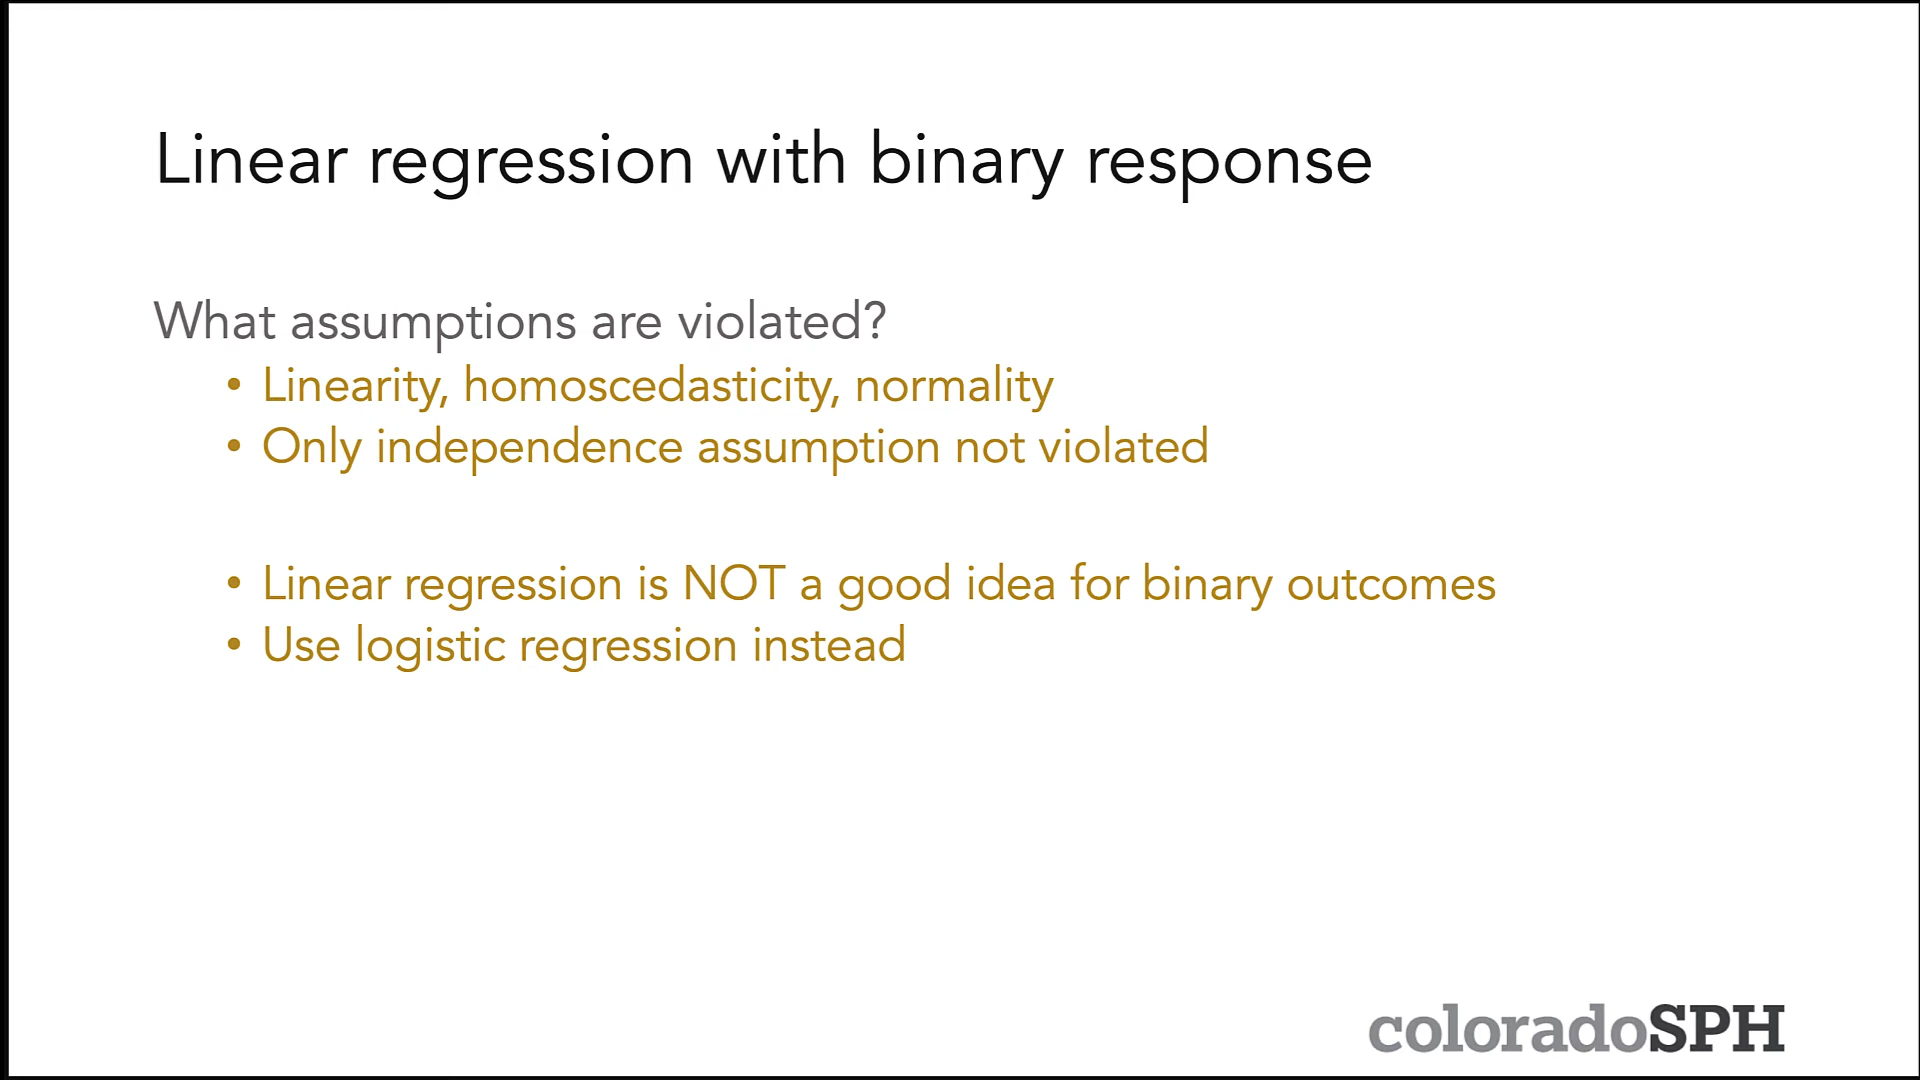 Linear regression with binary response
What assumptions are violated?
• Linearity, homoscedasticity, normality
• Only independence assumption not violated
• Linear regression is NOT a good idea for binary outcomes
• Use logistic regression instead
coloradoSPH